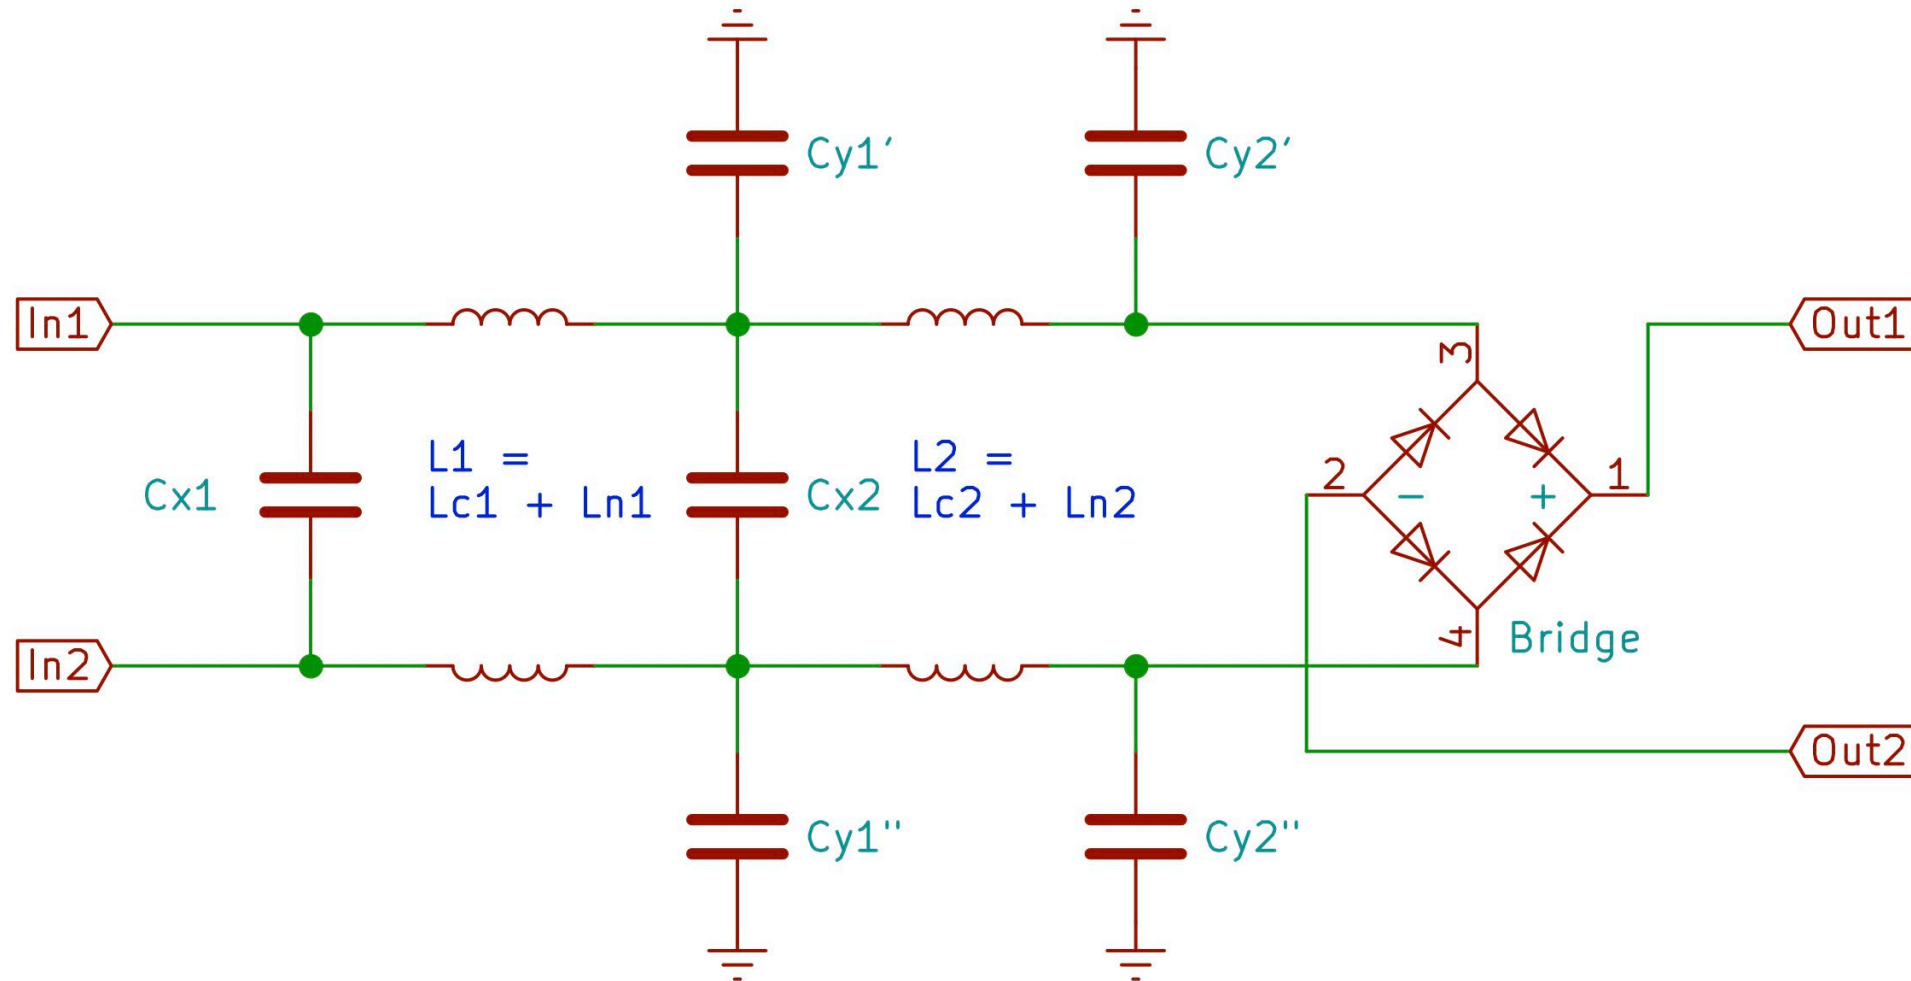 Cy1'
Cy2'
In1
Out1
3
Cx1
L1 =
Lc1 + Ln1
Cx2
L2 =
Lc2 + Ln2
2
-
+
1
4
Bridge
In2
Out2
Cy1"
Cy2"